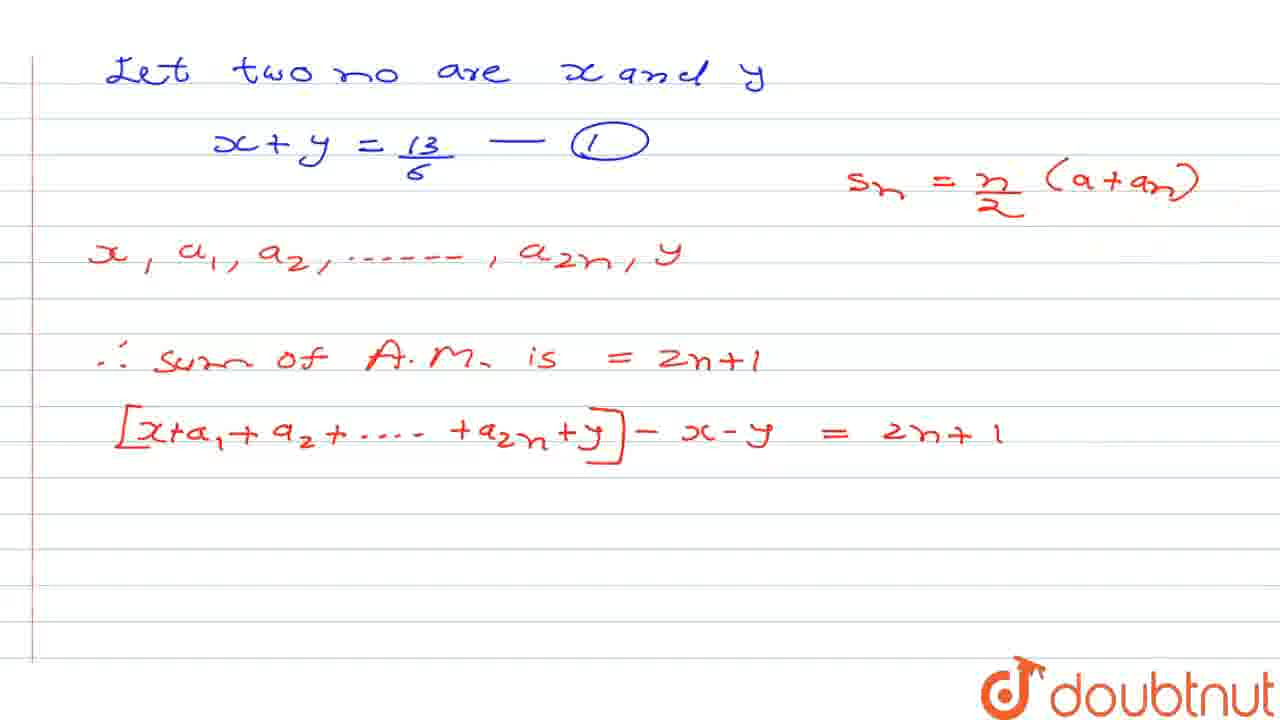 Let two no are x and y
x + y = 13/6 — ①
Sn = n/2 (a + an)
x, a1, a2, ......, a2n, y
∴ sum of A.M. is = 2n+1
[x+a1+a2+....+a2n+y] - x - y = 2n+1
doubtnut